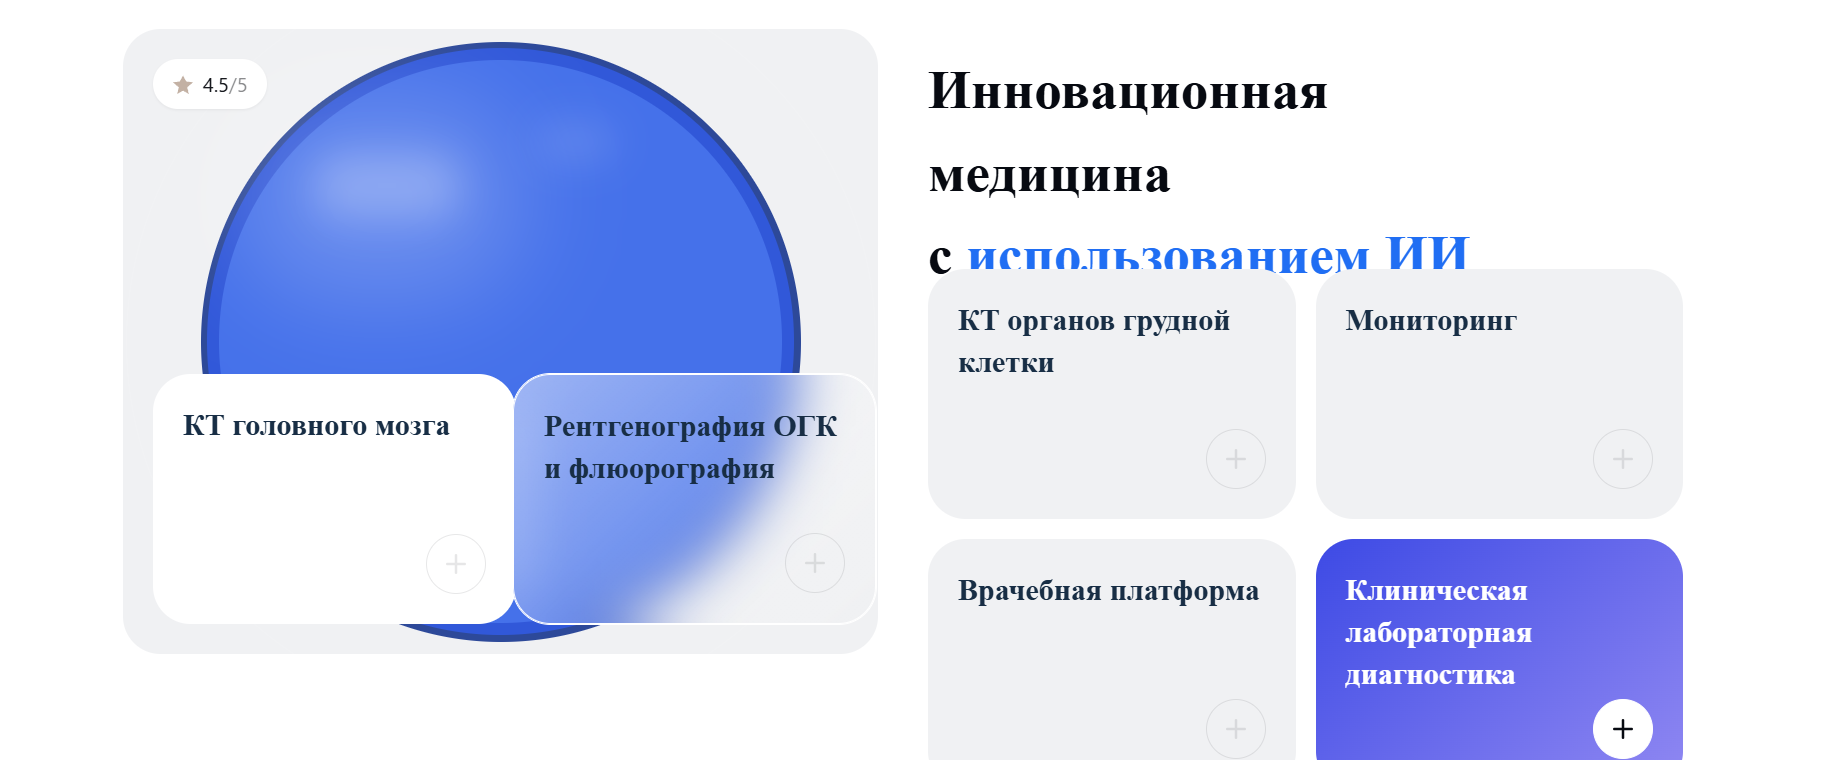 4.5/5
КТ головного мозга
Рентгенография ОГК
и флюорография
Инновационная
медицина
с использованием ИИ
КТ органов грудной
клетки
Мониторинг
Врачебная платформа
Клиническая
лабораторная
диагностика